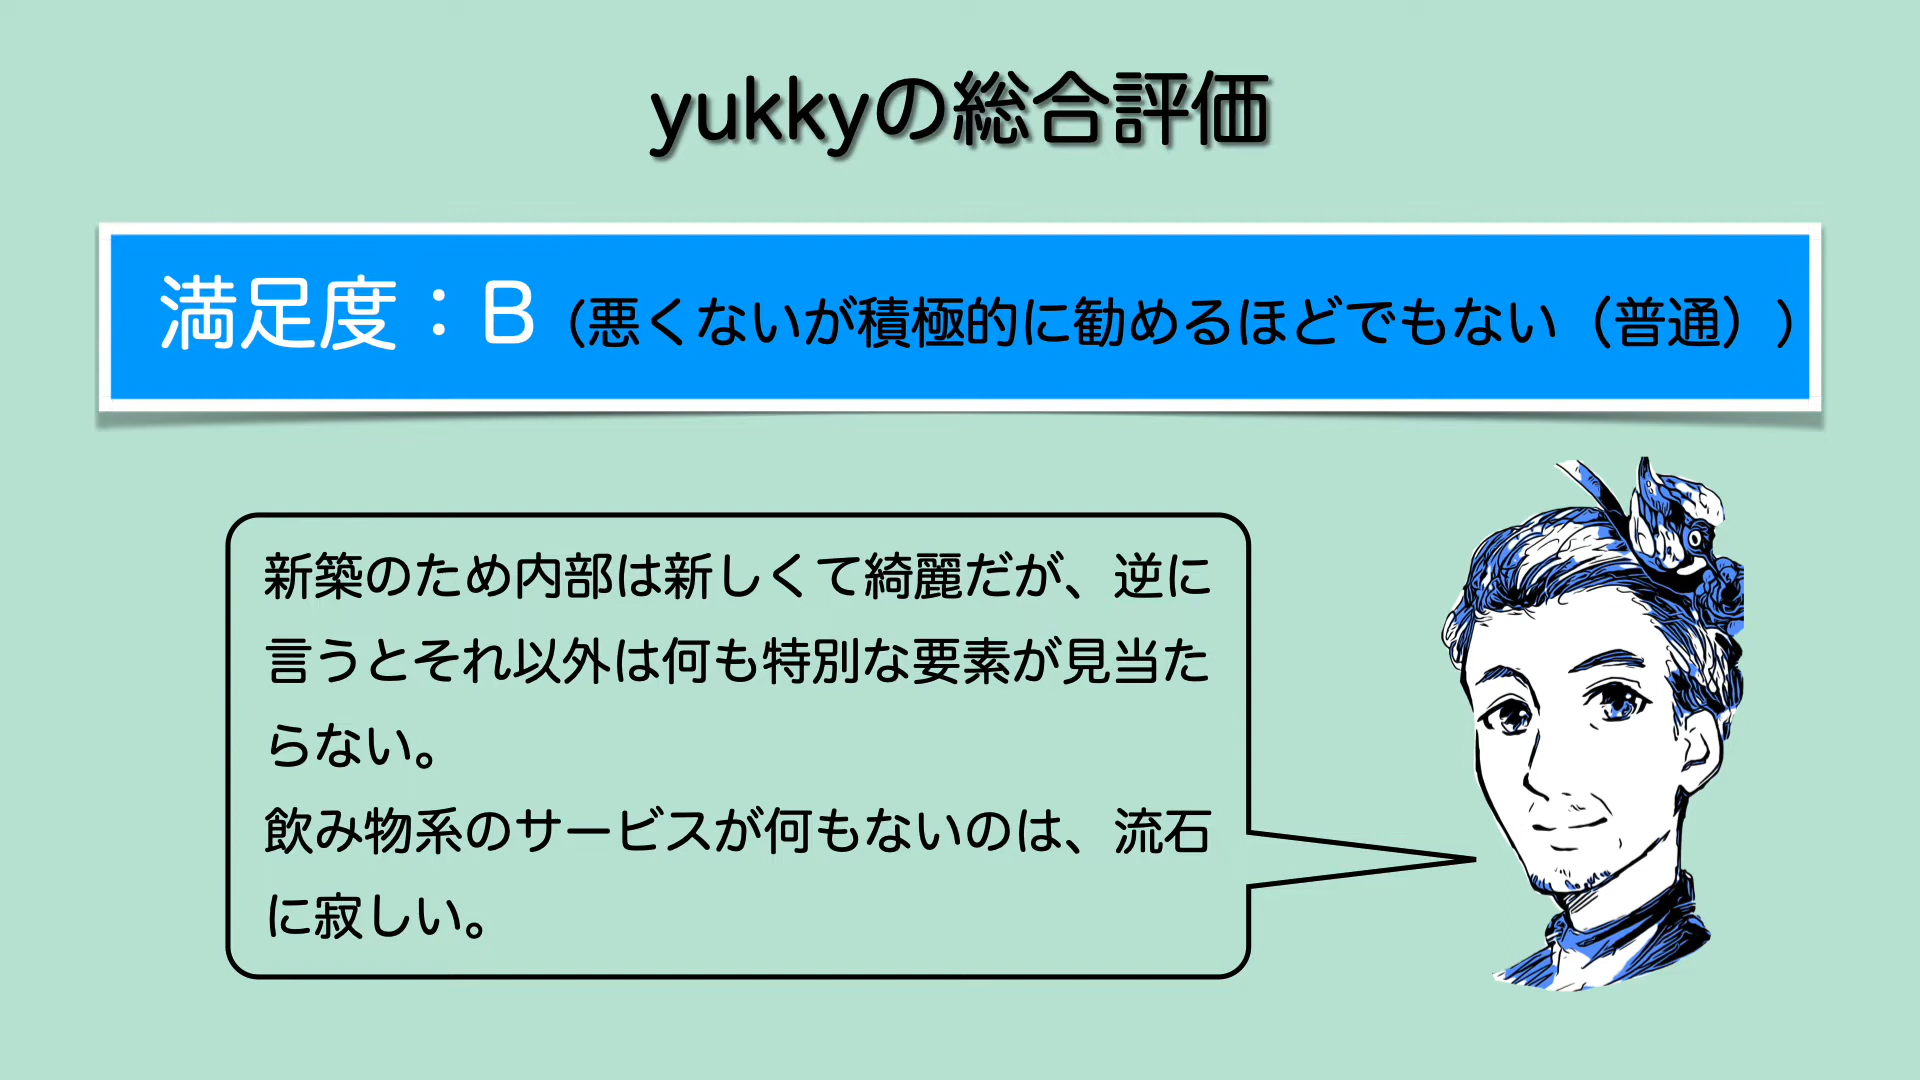 yukkyの総合評価
満足度：B (悪くないが積極的に勧めるほどでもない（普通）)
新築のため内部は新しくて綺麗だが、逆に
言うとそれ以外は何も特別な要素が見当た
らない。
飲み物系のサービスが何もないのは、流石
に寂しい。